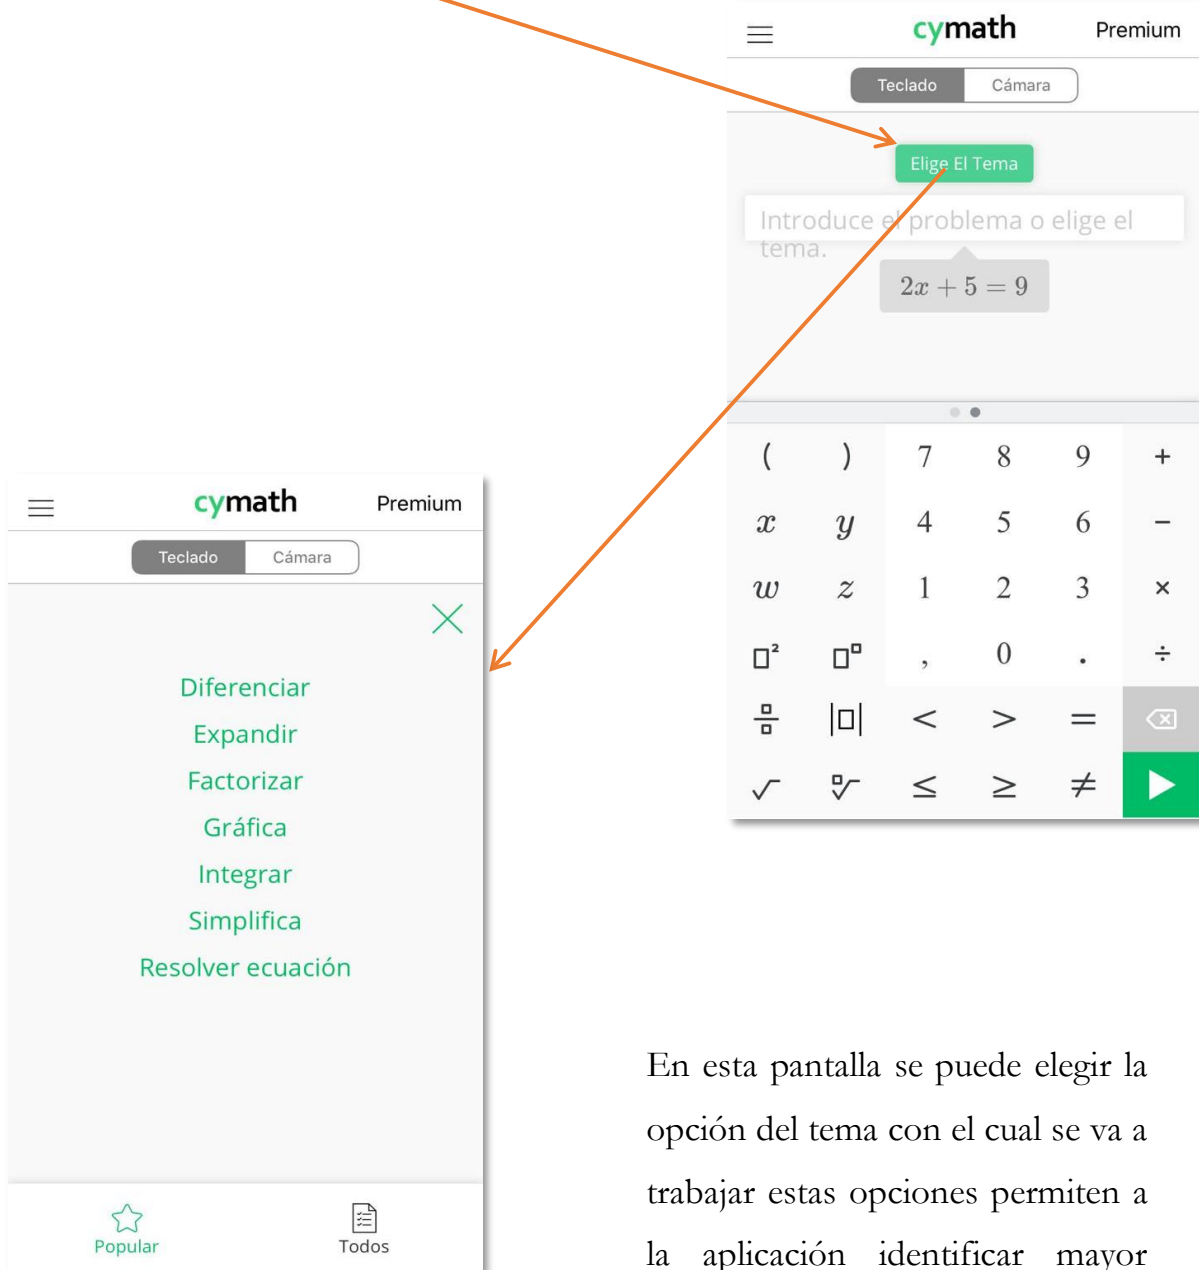 cymath Premium
Teclado Cámara
Elige El Tema
Introduce el problema o elige el
tema.
2x + 5 = 9
( ) 7 8 9 +
x y 4 5 6 −
w z 1 2 3 ×
□² □□ , 0 . ÷
□/□ |□| < > =
√ □√ ≤ ≥ ≠
cymath Premium
Teclado Cámara
Diferenciar
Expandir
Factorizar
Gráfica
Integrar
Simplifica
Resolver ecuación
Popular Todos
En esta pantalla se puede elegir la
opción del tema con el cual se va a
trabajar estas opciones permiten a
la aplicación identificar mayor